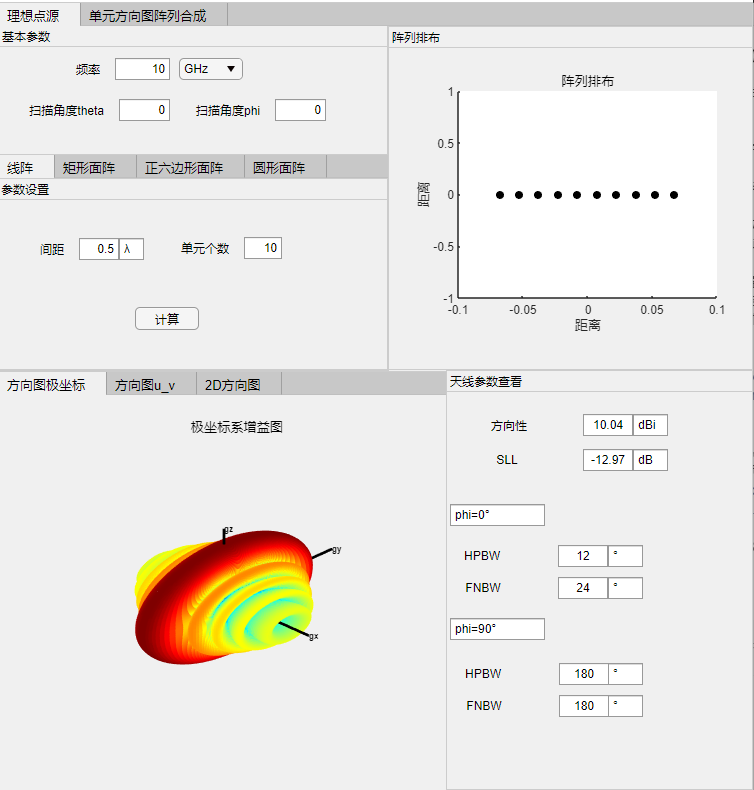 理想点源 单元方向图阵列合成
基本参数
频率 10 GHz
扫描角度theta 0 扫描角度phi 0
线阵 矩形面阵 正六边形面阵 圆形面阵
参数设置
间距 0.5 λ 单元个数 10
计算
阵列排布
阵列排布
1
0.5
0
-0.5
-1
距离
-0.1 -0.05 0 0.05 0.1
距离
方向图极坐标 方向图u_v 2D方向图
极坐标系增益图
gz
gy
gx
天线参数查看
方向性 10.04 dBi
SLL -12.97 dB
phi=0°
HPBW 12 °
FNBW 24 °
phi=90°
HPBW 180 °
FNBW 180 °